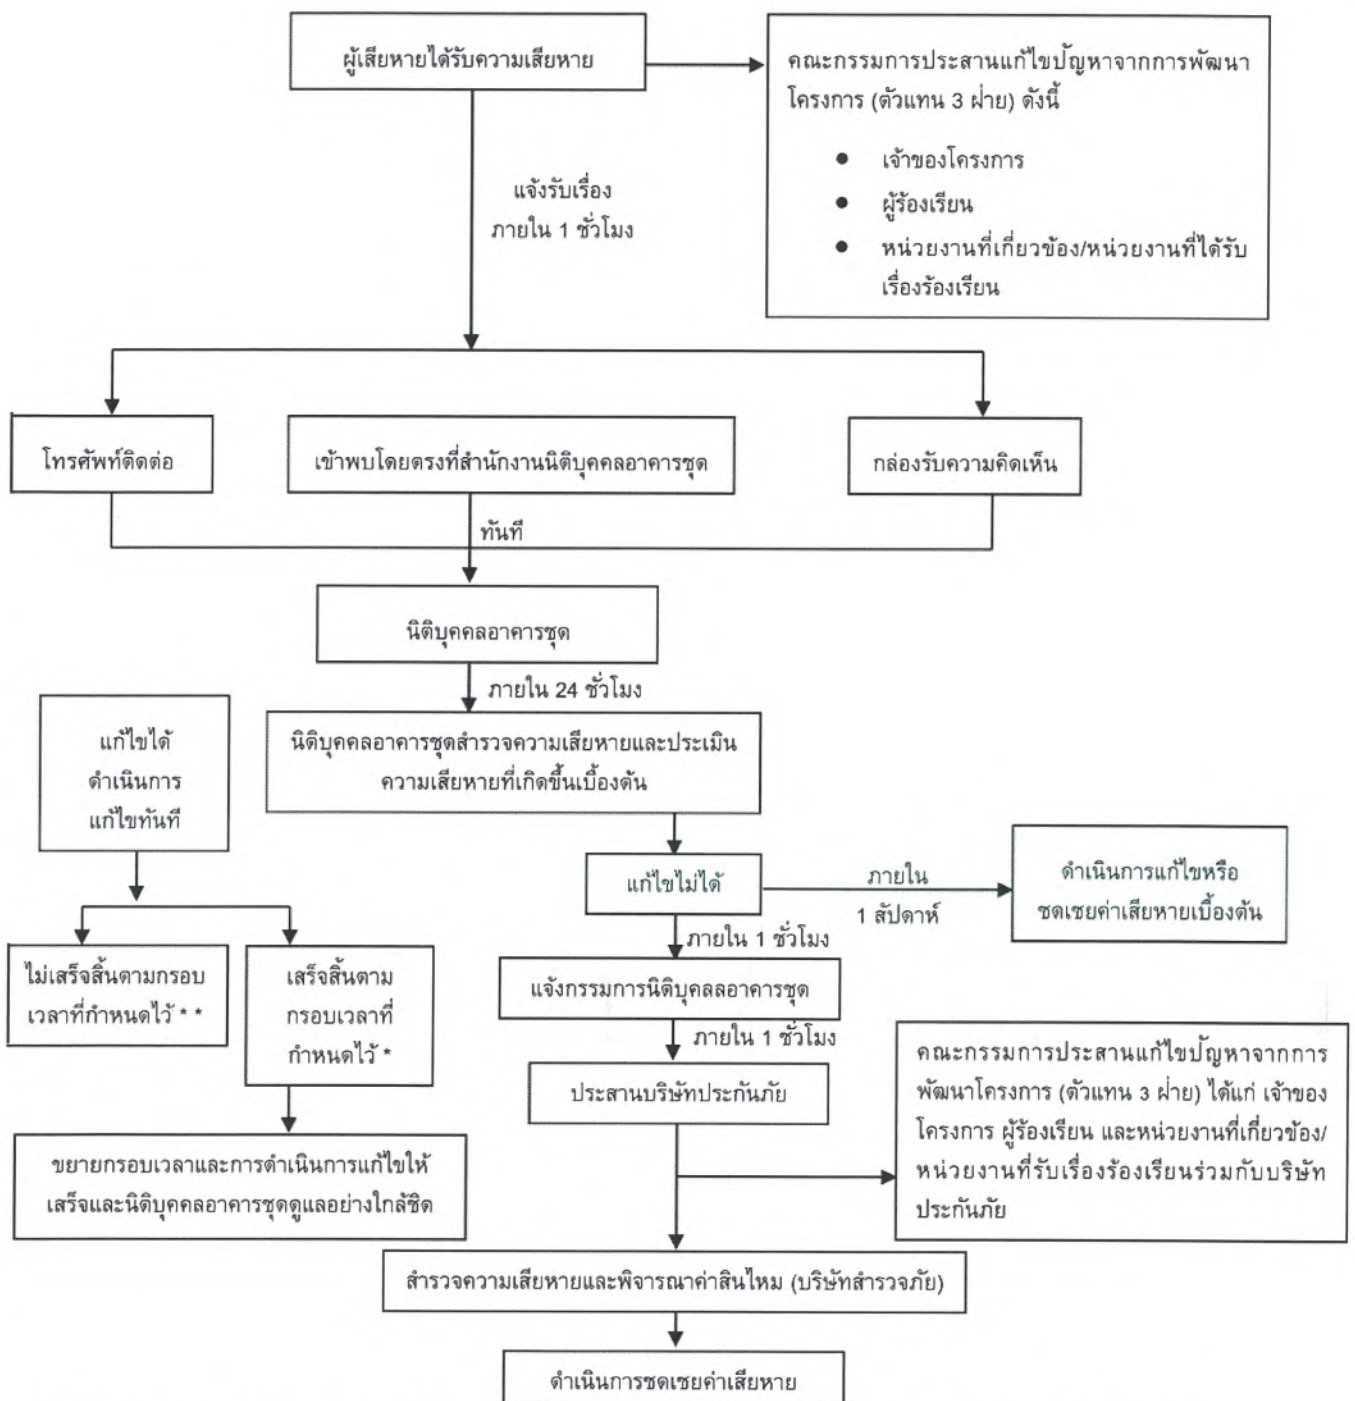 ผู้เสียหายได้รับความเสียหาย
คณะกรรมการประสานแก้ไขปัญหาจากการพัฒนา
โครงการ (ตัวแทน 3 ฝ่าย) ดังนี้
● เจ้าของโครงการ
● ผู้ร้องเรียน
● หน่วยงานที่เกี่ยวข้อง/หน่วยงานที่ได้รับ
เรื่องร้องเรียน
แจ้งรับเรื่อง
ภายใน 1 ชั่วโมง
โทรศัพท์ติดต่อ
เข้าพบโดยตรงที่สำนักงานนิติบุคคลอาคารชุด
กล่องรับความคิดเห็น
ทันที
นิติบุคคลอาคารชุด
ภายใน 24 ชั่วโมง
แก้ไขได้
ดำเนินการ
แก้ไขทันที
นิติบุคคลอาคารชุดสำรวจความเสียหายและประเมิน
ความเสียหายที่เกิดขึ้นเบื้องต้น
แก้ไขไม่ได้
ภายใน
1 สัปดาห์
ดำเนินการแก้ไขหรือ
ชดเชยค่าเสียหายเบื้องต้น
ภายใน 1 ชั่วโมง
ไม่เสร็จสิ้นตามกรอบ
เวลาที่กำหนดไว้ * *
เสร็จสิ้นตาม
กรอบเวลาที่
กำหนดไว้ *
แจ้งกรรมการนิติบุคลลอาคารชุด
ภายใน 1 ชั่วโมง
ประสานบริษัทประกันภัย
คณะกรรมการประสานแก้ไขปัญหาจากการ
พัฒนาโครงการ (ตัวแทน 3 ฝ่าย) ได้แก่ เจ้าของ
โครงการ ผู้ร้องเรียน และหน่วยงานที่เกี่ยวข้อง/
หน่วยงานที่รับเรื่องร้องเรียนร่วมกับบริษัท
ประกันภัย
ขยายกรอบเวลาและการดำเนินการแก้ไขให้
เสร็จและนิติบุคคลอาคารชุดดูแลอย่างใกล้ชิด
สำรวจความเสียหายและพิจารณาค่าสินไหม (บริษัทสำรวจภัย)
ดำเนินการชดเชยค่าเสียหาย